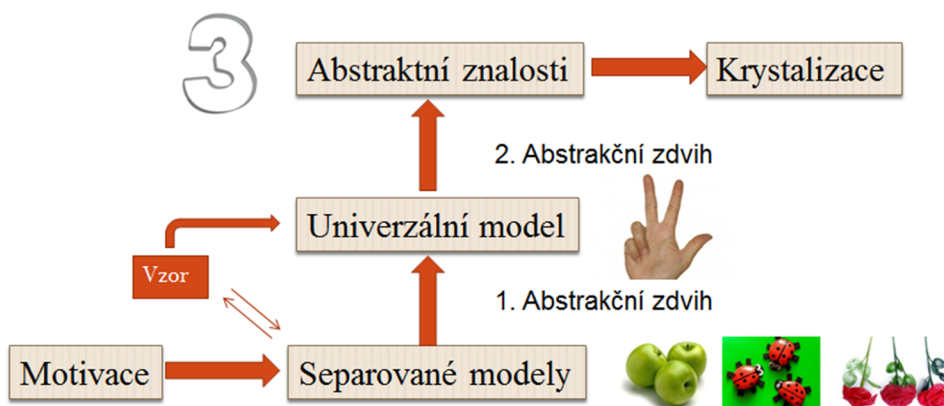 3
Abstraktní znalosti
Krystalizace
2. Abstrakční zdvih
Univerzální model
Vzor
1. Abstrakční zdvih
Motivace
Separované modely